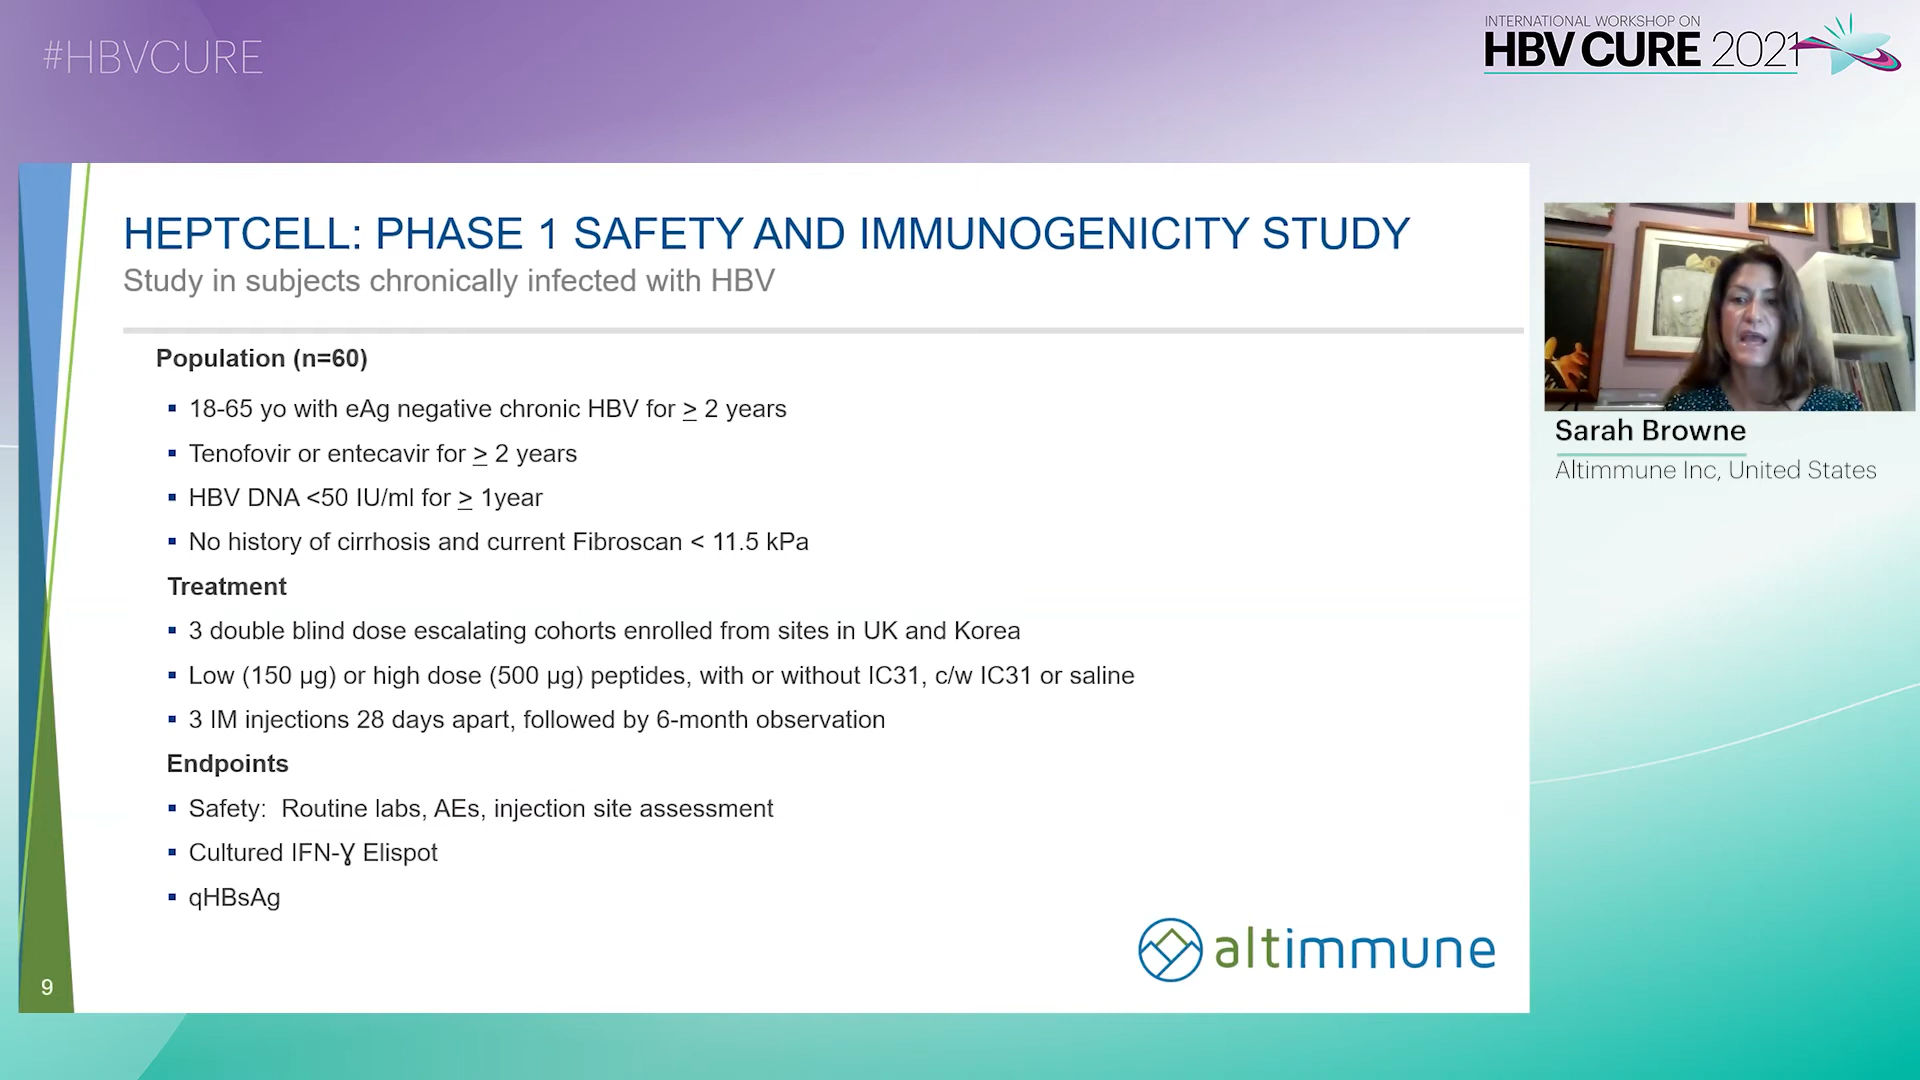 #HBVCURE
INTERNATIONAL WORKSHOP ON
HBV CURE 2021
HEPTCELL: PHASE 1 SAFETY AND IMMUNOGENICITY STUDY
Study in subjects chronically infected with HBV
Population (n=60)
▪ 18-65 yo with eAg negative chronic HBV for ≥ 2 years
▪ Tenofovir or entecavir for ≥ 2 years
▪ HBV DNA <50 IU/ml for ≥ 1year
▪ No history of cirrhosis and current Fibroscan < 11.5 kPa
Treatment
▪ 3 double blind dose escalating cohorts enrolled from sites in UK and Korea
▪ Low (150 μg) or high dose (500 μg) peptides, with or without IC31, c/w IC31 or saline
▪ 3 IM injections 28 days apart, followed by 6-month observation
Endpoints
▪ Safety: Routine labs, AEs, injection site assessment
▪ Cultured IFN-Ɣ Elispot
▪ qHBsAg
altimmune
9
Sarah Browne
Altimmune Inc, United States